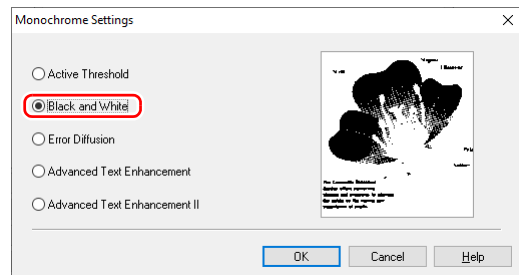 Monochrome Settings
Active Threshold
Black and White
Error Diffusion
Advanced Text Enhancement
Advanced Text Enhancement II
OK
Cancel
Help